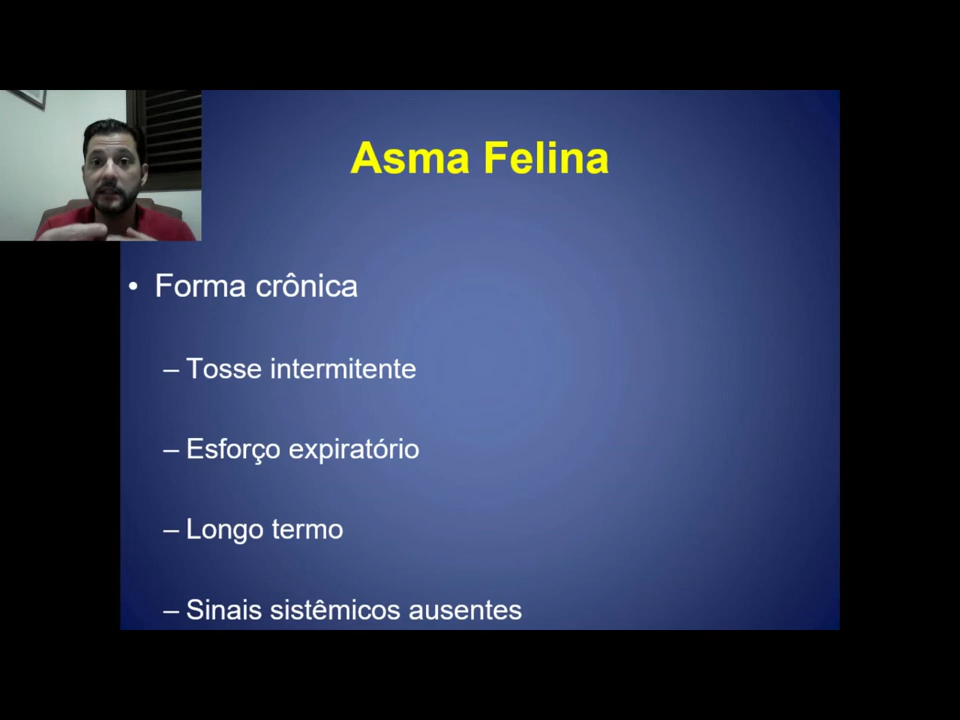 Asma Felina
• Forma crônica
– Tosse intermitente
– Esforço expiratório
– Longo termo
– Sinais sistêmicos ausentes